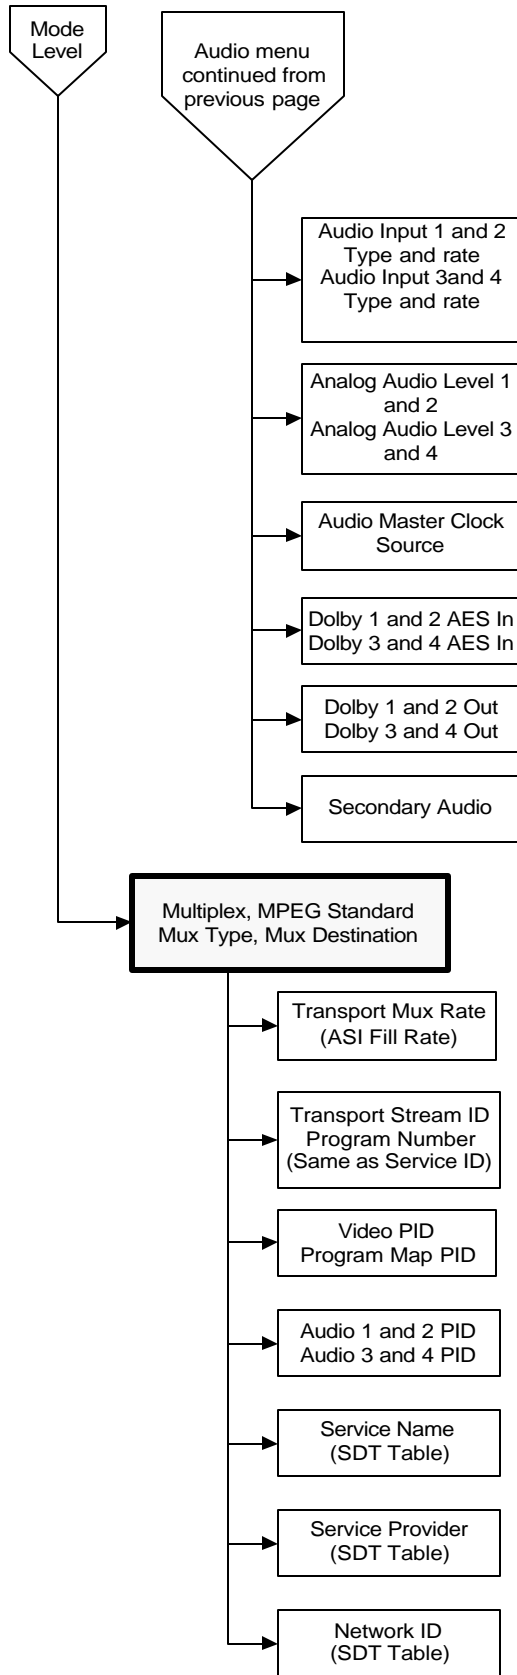 Mode
Level
Audio menu
continued from
previous page
Audio Input 1 and 2
Type and rate
Audio Input 3and 4
Type and rate
Analog Audio Level 1
and 2
Analog Audio Level 3
and 4
Audio Master Clock
Source
Dolby 1 and 2 AES In
Dolby 3 and 4 AES In
Dolby 1 and 2 Out
Dolby 3 and 4 Out
Secondary Audio
Multiplex, MPEG Standard
Mux Type, Mux Destination
Transport Mux Rate
(ASI Fill Rate)
Transport Stream ID
Program Number
(Same as Service ID)
Video PID
Program Map PID
Audio 1 and 2 PID
Audio 3 and 4 PID
Service Name
(SDT Table)
Service Provider
(SDT Table)
Network ID
(SDT Table)